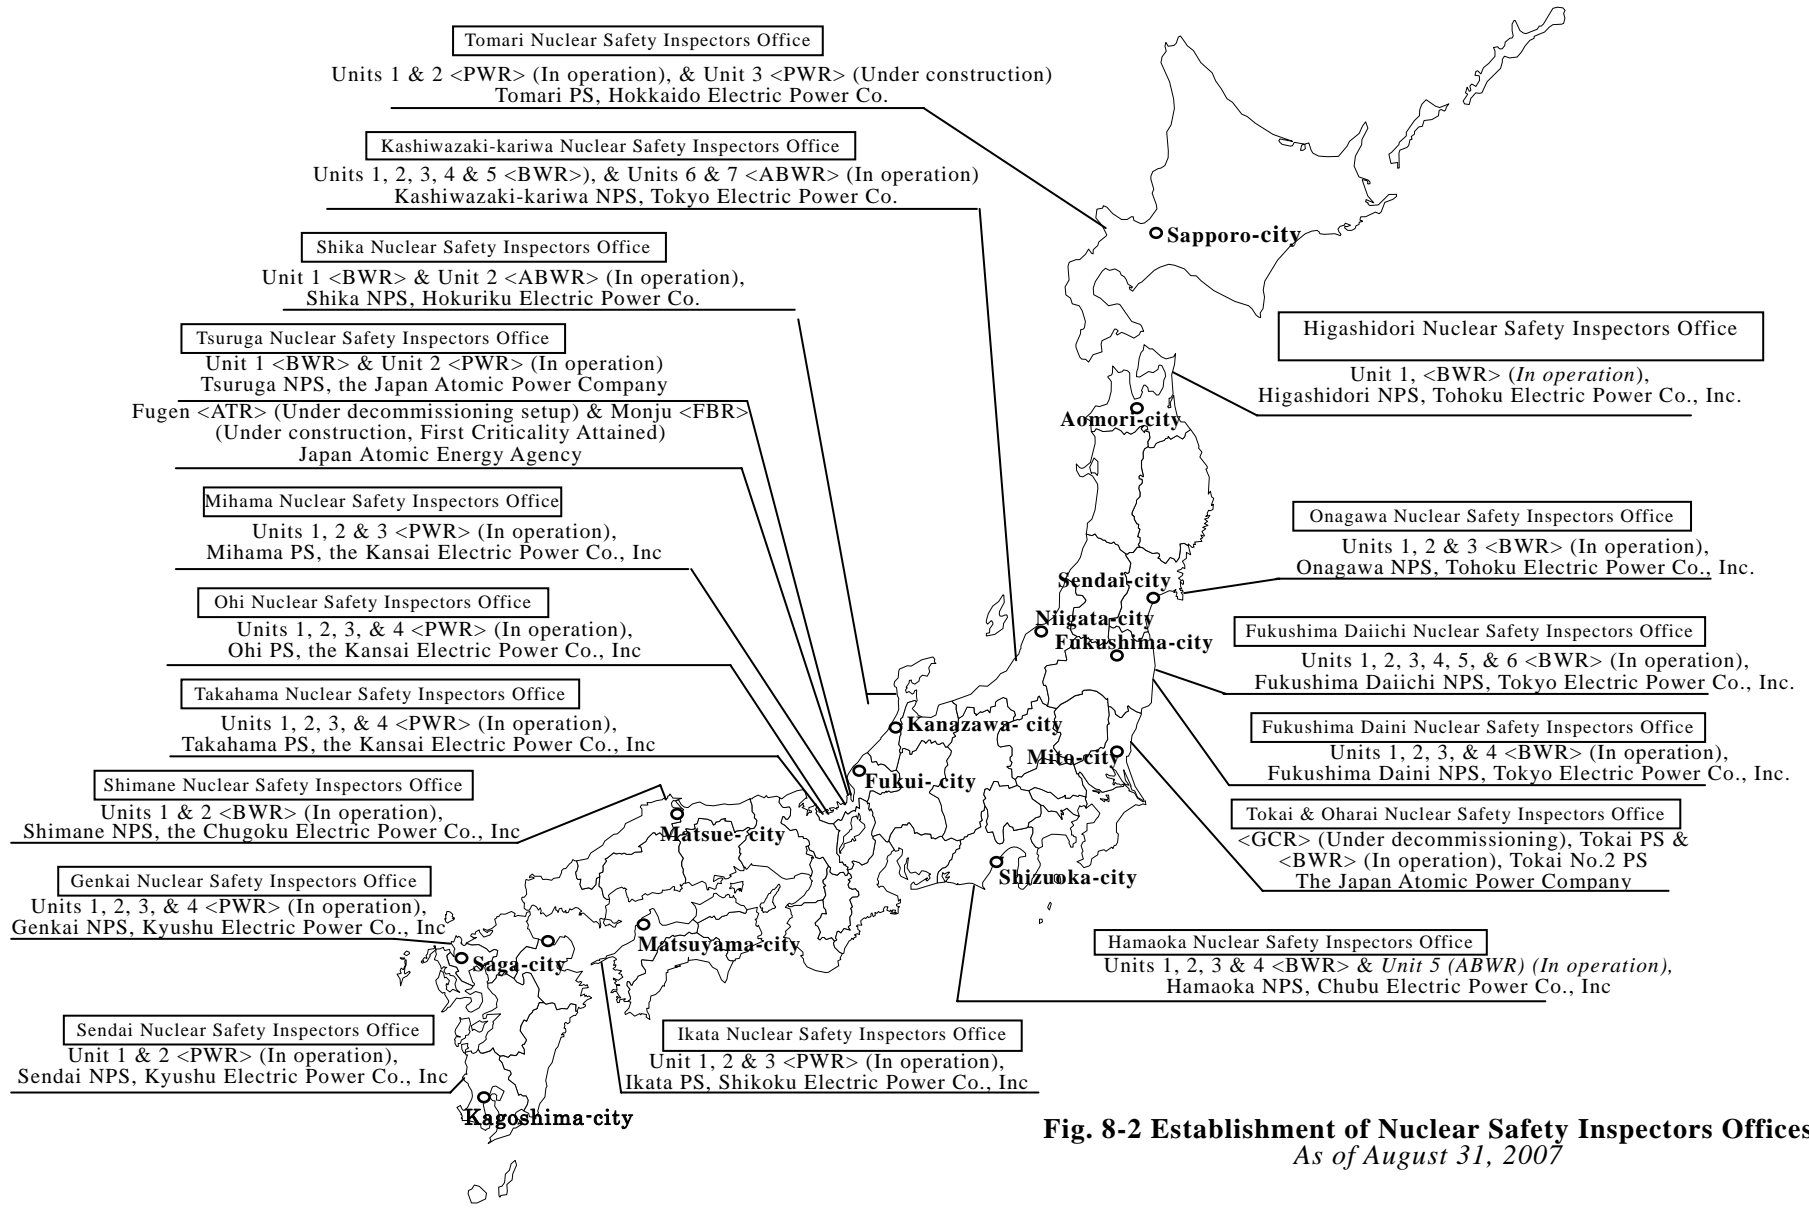 Tomari Nuclear Safety Inspectors Office
Units 1 & 2 <PWR> (In operation), & Unit 3 <PWR> (Under construction)
Tomari PS, Hokkaido Electric Power Co.
Kashiwazaki-kariwa Nuclear Safety Inspectors Office
Units 1, 2, 3, 4 & 5 <BWR>), & Units 6 & 7 <ABWR> (In operation)
Kashiwazaki-kariwa NPS, Tokyo Electric Power Co.
Shika Nuclear Safety Inspectors Office
Unit 1 <BWR> & Unit 2 <ABWR> (In operation),
Shika NPS, Hokuriku Electric Power Co.
Tsuruga Nuclear Safety Inspectors Office
Unit 1 <BWR> & Unit 2 <PWR> (In operation)
Tsuruga NPS, the Japan Atomic Power Company
Fugen <ATR> (Under decommissioning setup) & Monju <FBR>
(Under construction, First Criticality Attained)
Japan Atomic Energy Agency
Mihama Nuclear Safety Inspectors Office
Units 1, 2 & 3 <PWR> (In operation),
Mihama PS, the Kansai Electric Power Co., Inc
Ohi Nuclear Safety Inspectors Office
Units 1, 2, 3, & 4 <PWR> (In operation),
Ohi PS, the Kansai Electric Power Co., Inc
Takahama Nuclear Safety Inspectors Office
Units 1, 2, 3, & 4 <PWR> (In operation),
Takahama PS, the Kansai Electric Power Co., Inc
Shimane Nuclear Safety Inspectors Office
Units 1 & 2 <BWR> (In operation),
Shimane NPS, the Chugoku Electric Power Co., Inc
Genkai Nuclear Safety Inspectors Office
Units 1, 2, 3, & 4 <PWR> (In operation),
Genkai NPS, Kyushu Electric Power Co., Inc
Sendai Nuclear Safety Inspectors Office
Unit 1 & 2 <PWR> (In operation),
Sendai NPS, Kyushu Electric Power Co., Inc
Sapporo-city
Aomori-city
Sendai-city
Niigata-city
Fukushima-city
Kanazawa- city
Mito-city
Fukui- city
Matsue- city
Shizuoka-city
Matsuyama-city
Saga-city
Kagoshima-city
Higashidori Nuclear Safety Inspectors Office
Unit 1, <BWR> (In operation),
Higashidori NPS, Tohoku Electric Power Co., Inc.
Onagawa Nuclear Safety Inspectors Office
Units 1, 2 & 3 <BWR> (In operation),
Onagawa NPS, Tohoku Electric Power Co., Inc.
Fukushima Daiichi Nuclear Safety Inspectors Office
Units 1, 2, 3, 4, 5, & 6 <BWR> (In operation),
Fukushima Daiichi NPS, Tokyo Electric Power Co., Inc.
Fukushima Daini Nuclear Safety Inspectors Office
Units 1, 2, 3, & 4 <BWR> (In operation),
Fukushima Daini NPS, Tokyo Electric Power Co., Inc.
Tokai & Oharai Nuclear Safety Inspectors Office
<GCR> (Under decommissioning), Tokai PS &
<BWR> (In operation), Tokai No.2 PS
The Japan Atomic Power Company
Hamaoka Nuclear Safety Inspectors Office
Units 1, 2, 3 & 4 <BWR> & Unit 5 (ABWR) (In operation),
Hamaoka NPS, Chubu Electric Power Co., Inc
Ikata Nuclear Safety Inspectors Office
Unit 1, 2 & 3 <PWR> (In operation),
Ikata PS, Shikoku Electric Power Co., Inc
Fig. 8-2 Establishment of Nuclear Safety Inspectors Offices
As of August 31, 2007